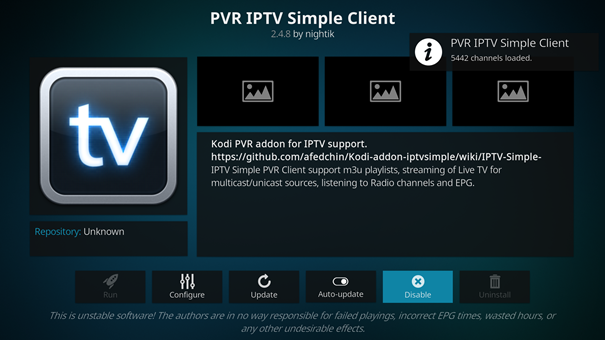 PVR IPTV Simple Client
2.4.8 by nightik
PVR IPTV Simple Client
5442 channels loaded.
tv
Kodi PVR addon for IPTV support.
https://github.com/afedchin/Kodi-addon-iptvsimple/wiki/IPTV-Simple-
IPTV Simple PVR Client support m3u playlists, streaming of Live TV for
multicast/unicast sources, listening to Radio channels and EPG.
Repository: Unknown
Run
Configure
Update
Auto-update
Disable
Uninstall
This is unstable software! The authors are in no way responsible for failed playings, incorrect EPG times, wasted hours, or
any other undesirable effects.